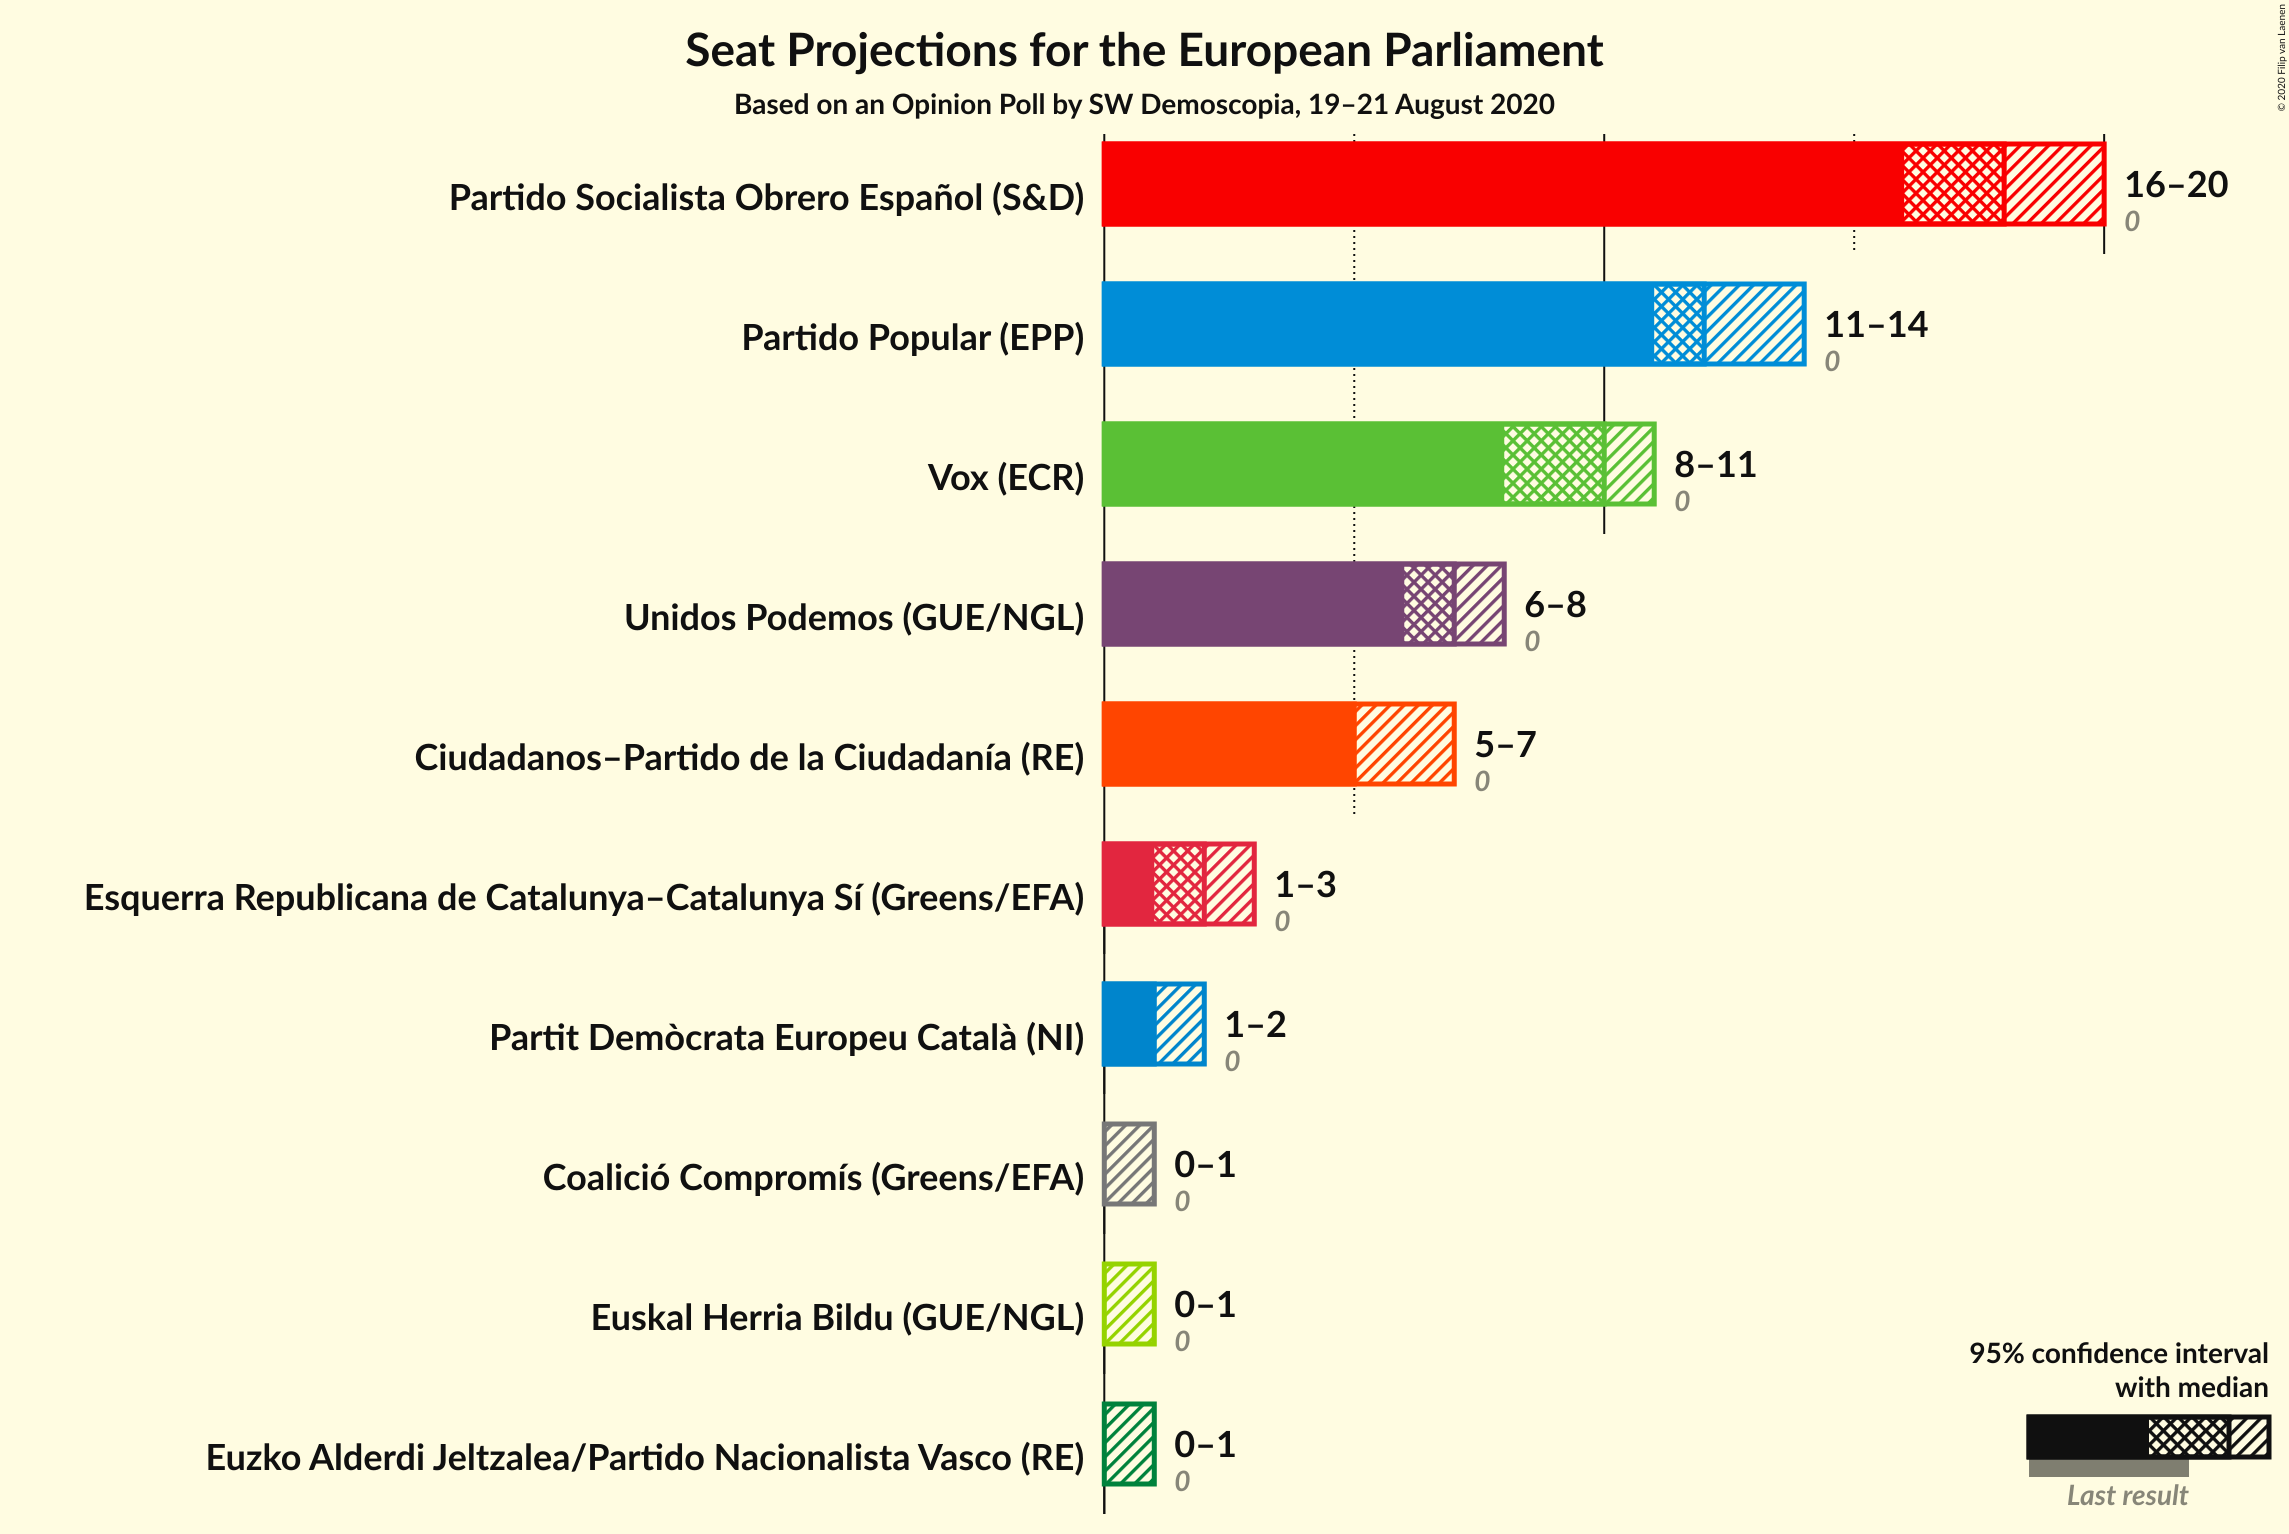 Seat Projections for the European Parliament
Based on an Opinion Poll by SW Demoscopia, 19–21 August 2020
© 2020 Filip van Laenen
Partido Socialista Obrero Español (S&D)
16–20
0
Partido Popular (EPP)
11–14
0
Vox (ECR)
8–11
0
Unidos Podemos (GUE/NGL)
6–8
0
Ciudadanos–Partido de la Ciudadanía (RE)
5–7
0
Esquerra Republicana de Catalunya–Catalunya Sí (Greens/EFA)
1–3
0
Partit Demòcrata Europeu Català (NI)
1–2
0
Coalició Compromís (Greens/EFA)
0–1
0
Euskal Herria Bildu (GUE/NGL)
0–1
0
Euzko Alderdi Jeltzalea/Partido Nacionalista Vasco (RE)
0–1
0
95% confidence interval
with median
Last result